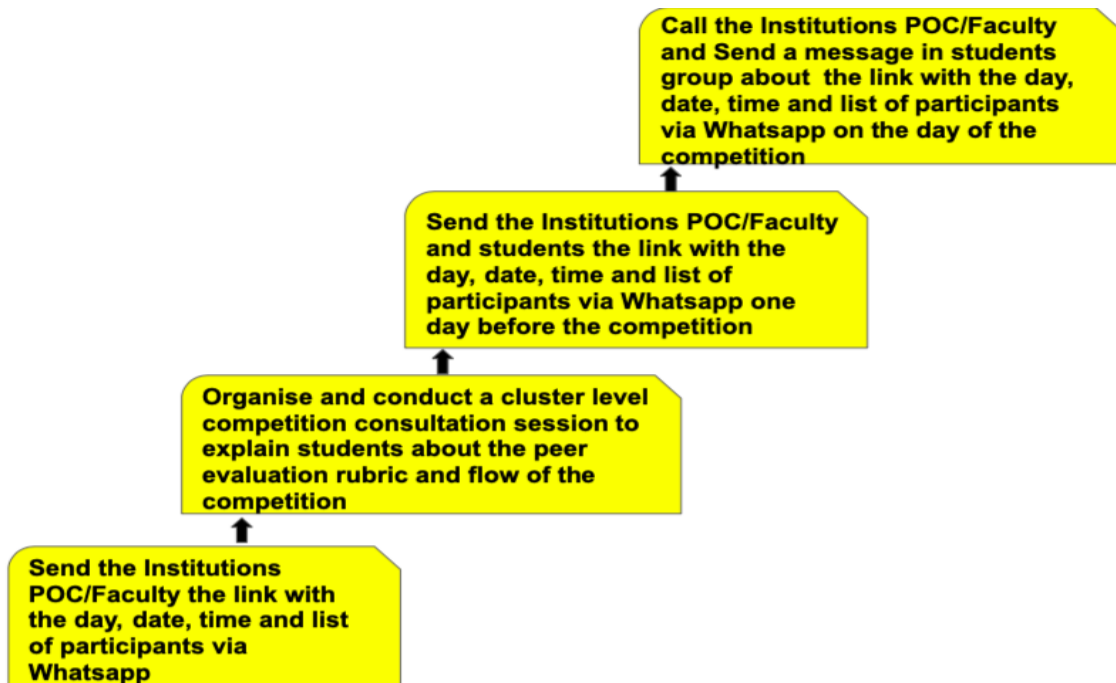 Call the Institutions POC/Faculty
and Send a message in students
group about the link with the day,
date, time and list of participants
via Whatsapp on the day of the
competition
Send the Institutions POC/Faculty
and students the link with the
day, date, time and list of
participants via Whatsapp one
day before the competition
Organise and conduct a cluster level
competition consultation session to
explain students about the peer
evaluation rubric and flow of the
competition
Send the Institutions
POC/Faculty the link with
the day, date, time and list
of participants via
Whatsapp